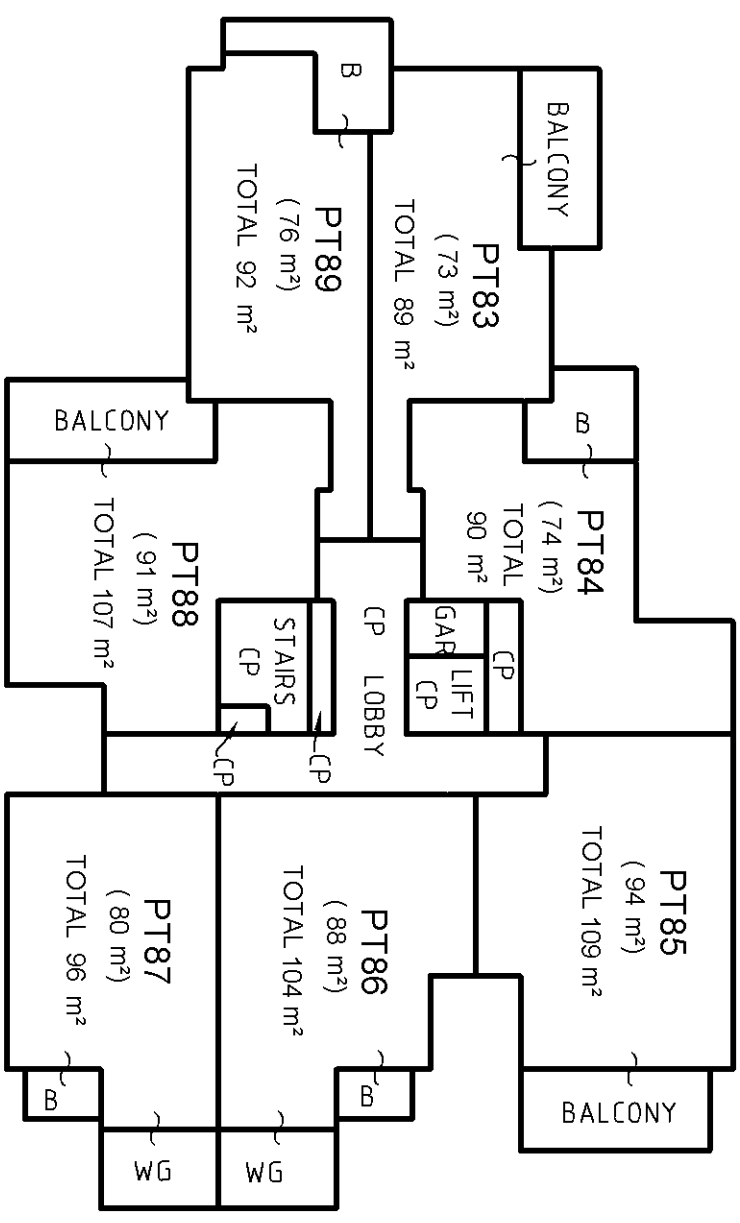 B
BALCONY
PT89
(76 m²)
TOTAL 92 m²
PT83
(73 m²)
TOTAL 89 m²
BALCONY
B
PT84
(74 m²)
TOTAL
90 m²
PT88
(91 m²)
TOTAL 107 m²
STAIRS
CP
CP
LOBBY
GAR
LIFT
CP
CP
CP
CP
PT85
(94 m²)
TOTAL 109 m²
PT86
(88 m²)
TOTAL 104 m²
PT87
(80 m²)
TOTAL 96 m²
B
B
BALCONY
WG
WG